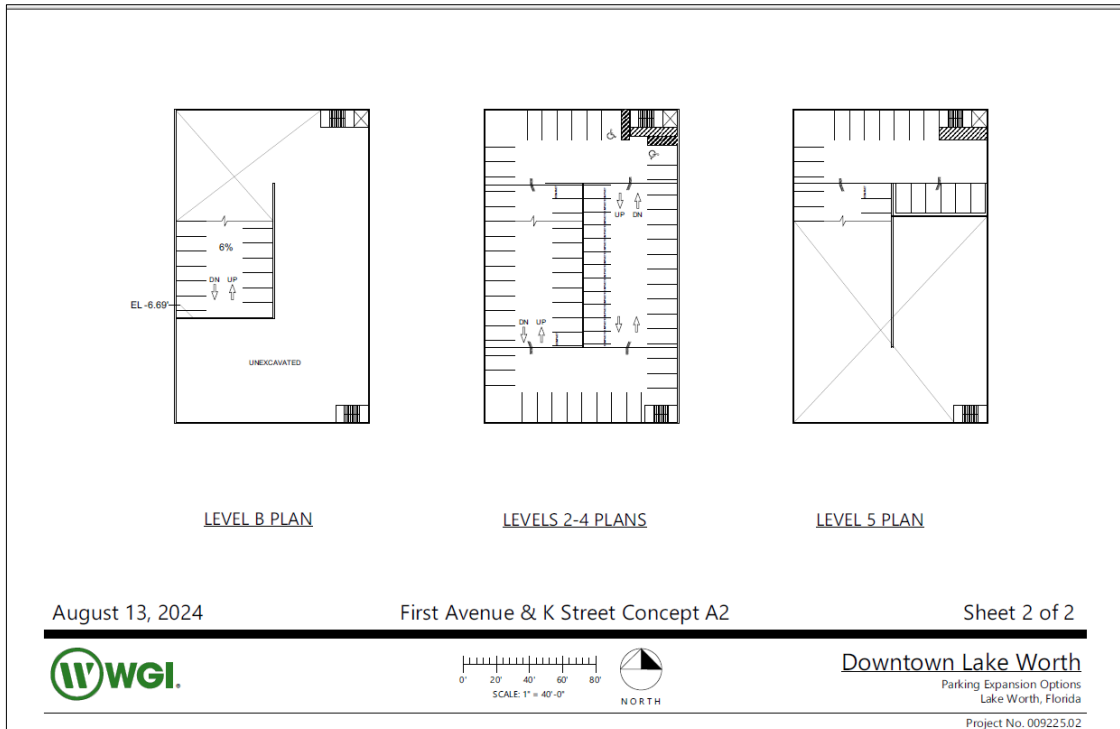 6%
DN UP
EL -6.69'
UNEXCAVATED
UP DN
DN UP
LEVEL B PLAN
LEVELS 2-4 PLANS
LEVEL 5 PLAN
August 13, 2024
First Avenue & K Street Concept A2
Sheet 2 of 2
WGI.
0' 20' 40' 60' 80'
SCALE: 1" = 40'-0"
NORTH
Downtown Lake Worth
Parking Expansion Options
Lake Worth, Florida
Project No. 009225.02